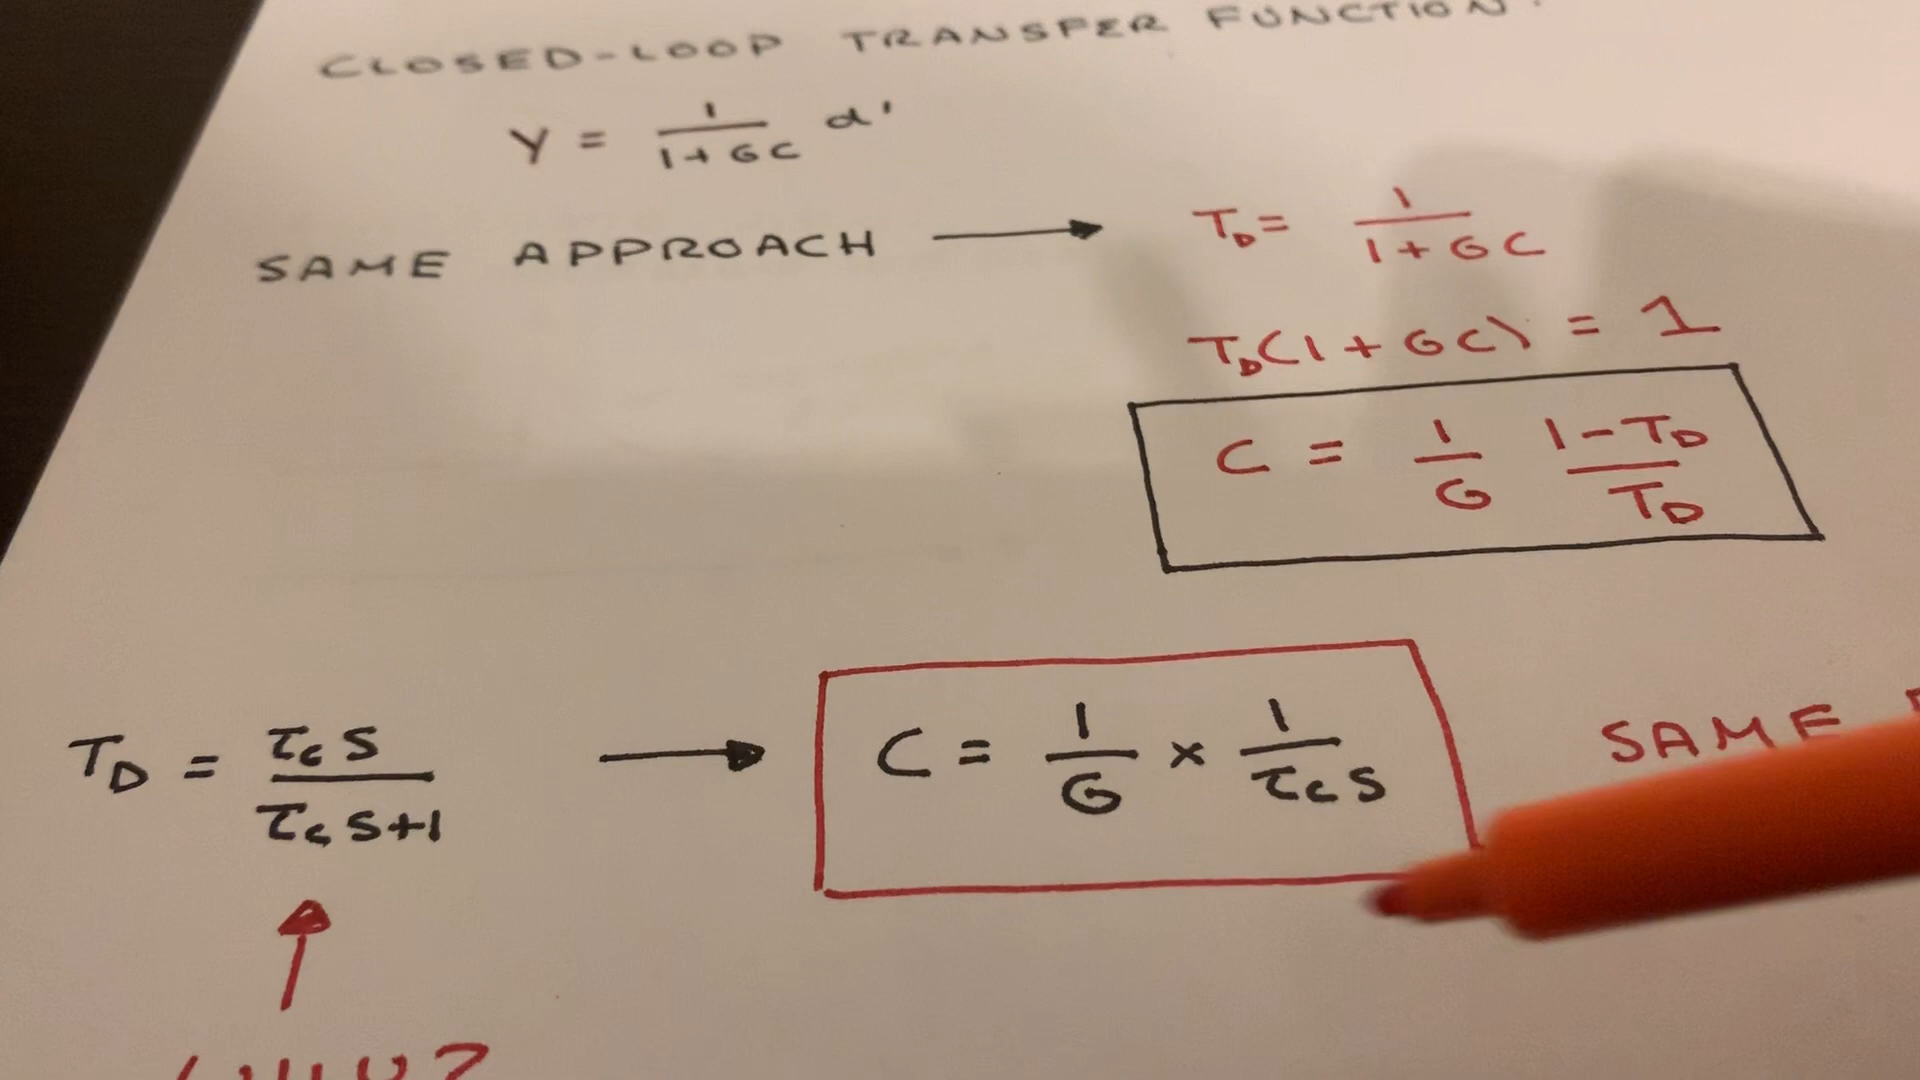 CLOSED-LOOP TRANSFER FUNCTION.
Y = 1/(1+GC) d'
SAME APPROACH → T_D = 1/(1+GC)
T_D(1+GC) = 1
C = 1/G (1-T_D)/T_D
T_D = τ_c s/(τ_c s+1) → C = 1/G × 1/(τ_c s)
SAME